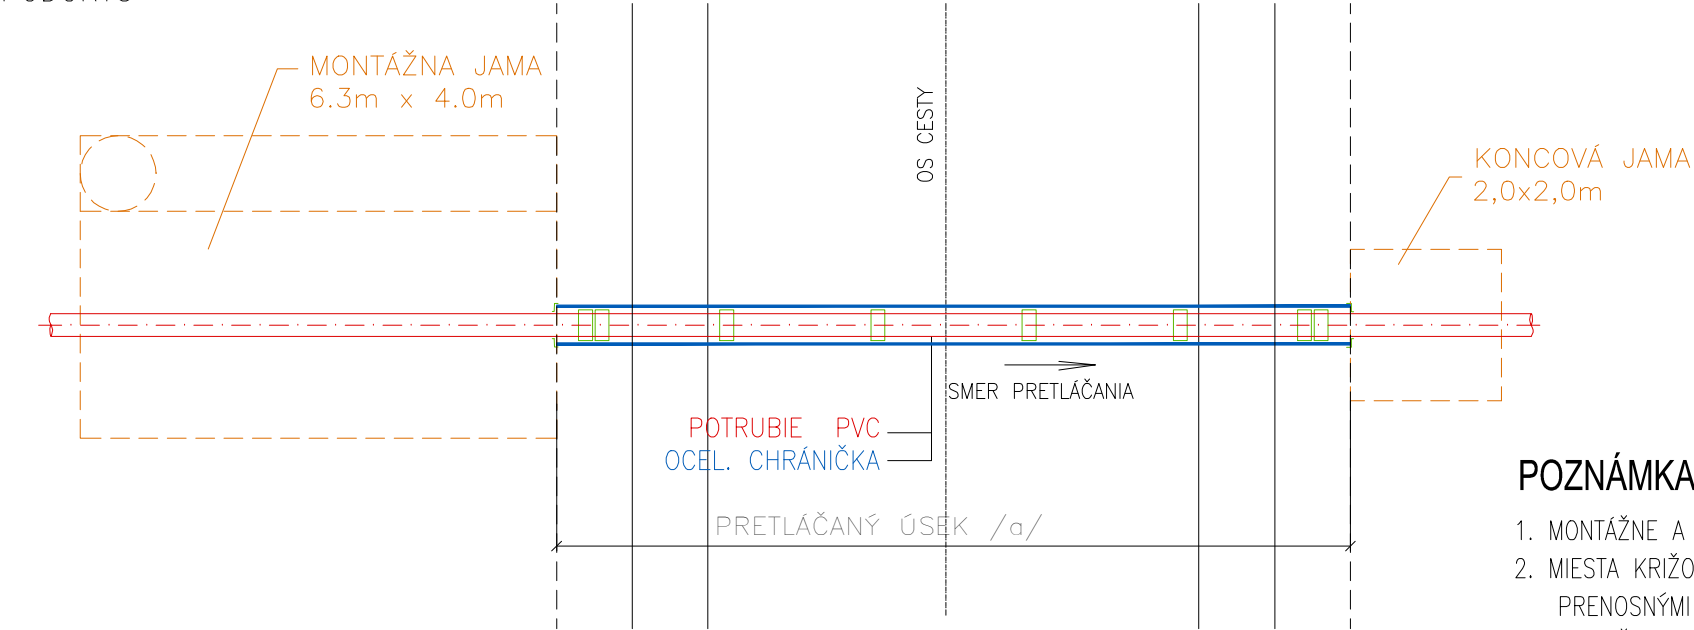 MONTÁŽNA JAMA
6.3m x 4.0m
OS CESTY
KONCOVÁ JAMA
2,0x2,0m
SMER PRETLÁČANIA
POTRUBIE PVC
OCEL. CHRÁNIČKA
PRETLÁČANÝ ÚSEK /a/
POZNÁMKA
1. MONTÁŽNE A
2. MIESTA KRIŽO
PRENOSNÝMI